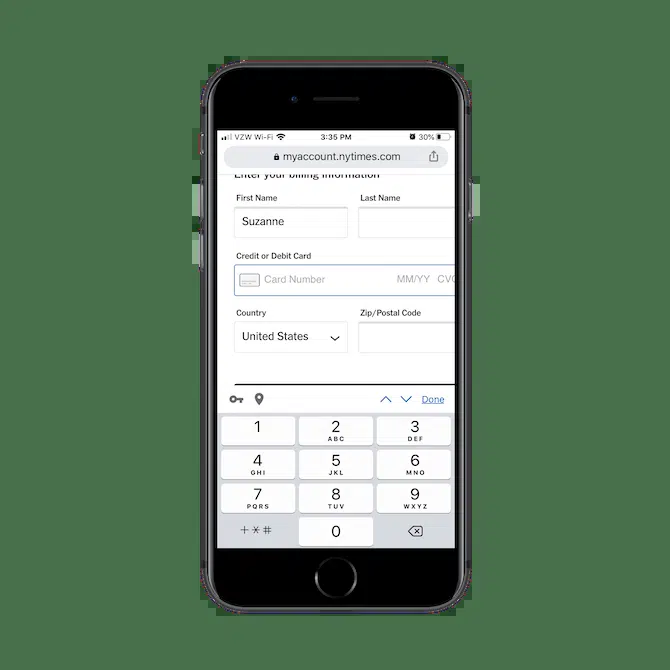 VZW Wi-Fi 3:35 PM 30%
myaccount.nytimes.com
Enter your billing information
First Name Last Name
Suzanne
Credit or Debit Card
Card Number MM/YY CVC
Country Zip/Postal Code
United States
Done
1 2 3
ABC DEF
4 5 6
GHI JKL MNO
7 8 9
PQRS TUV WXYZ
+*# 0